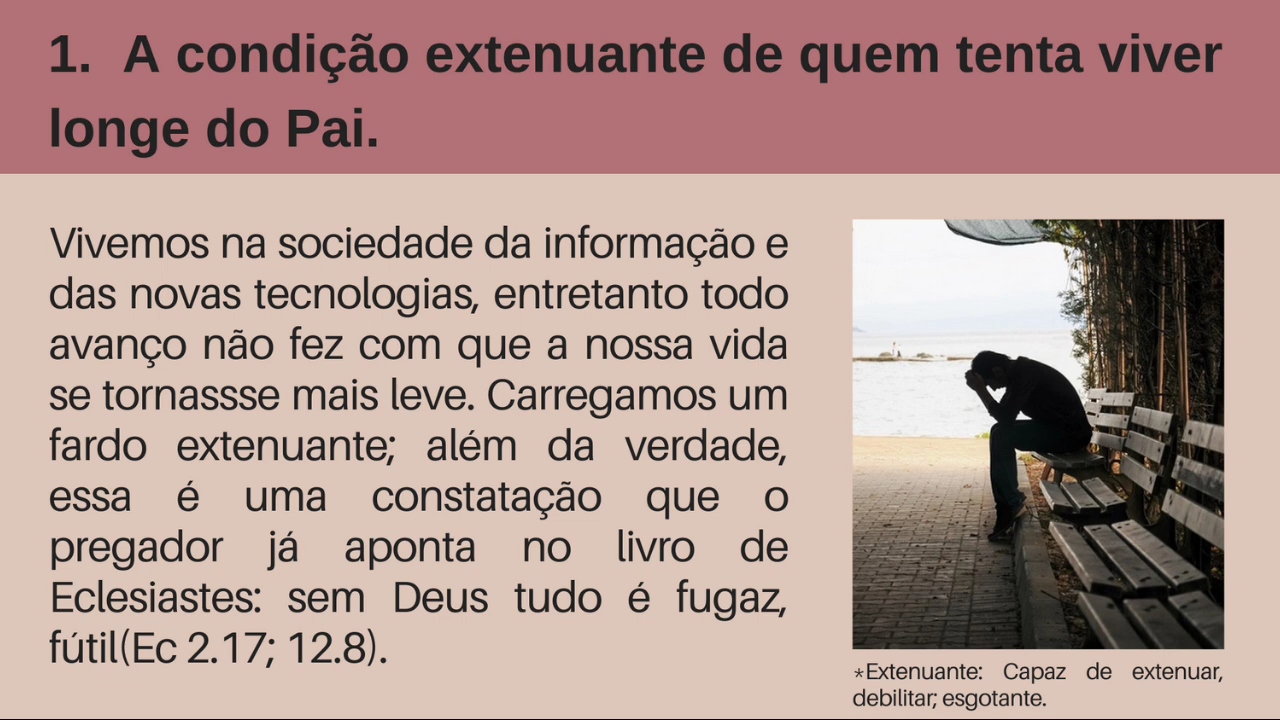 1. A condição extenuante de quem tenta viver
longe do Pai.
Vivemos na sociedade da informação e
das novas tecnologias, entretanto todo
avanço não fez com que a nossa vida
se tornassse mais leve. Carregamos um
fardo extenuante; além da verdade,
essa é uma constatação que o
pregador já aponta no livro de
Eclesiastes: sem Deus tudo é fugaz,
fútil(Ec 2.17; 12.8).
*Extenuante: Capaz de extenuar,
debilitar; esgotante.